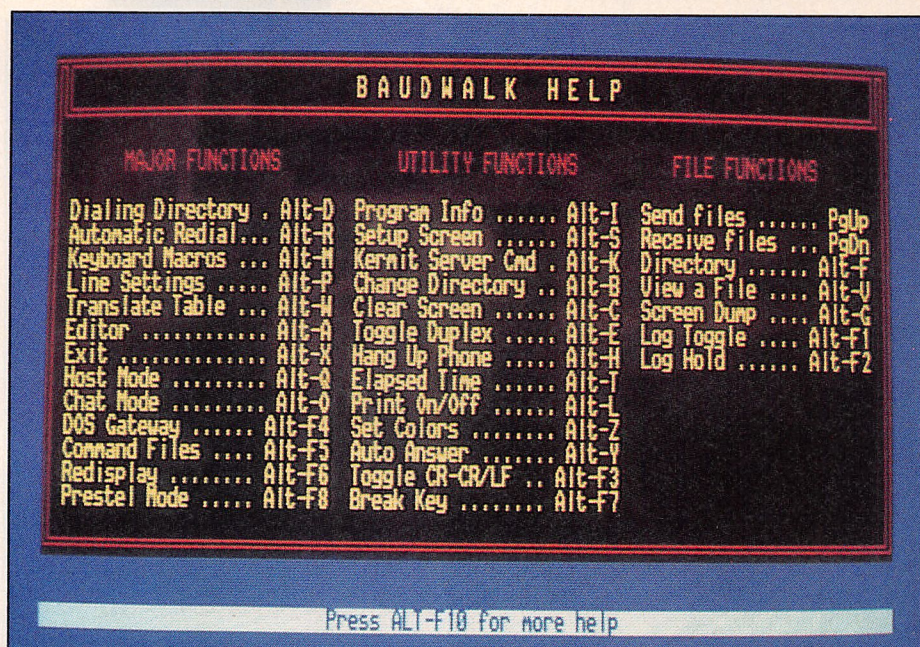 BAUDWALK HELP
MAJOR FUNCTIONS
Dialing Directory . Alt-D
Automatic Redial... Alt-R
Keyboard Macros ... Alt-M
Line Settings ..... Alt-P
Translate Table ... Alt-W
Editor ............ Alt-A
Exit .............. Alt-X
Host Mode ......... Alt-Q
Chat Mode ......... Alt-O
DOS Gateway ...... Alt-F4
Command Files .... Alt-F5
Redisplay ........ Alt-F6
Prestel Mode ..... Alt-F8
UTILITY FUNCTIONS
Program Info ...... Alt-I
Setup Screen ...... Alt-S
Kermit Server Cmd . Alt-K
Change Directory .. Alt-B
Clear Screen ...... Alt-C
Toggle Duplex ..... Alt-E
Hang Up Phone ..... Alt-H
Elapsed Time ...... Alt-T
Print On/Off ...... Alt-L
Set Colors ........ Alt-Z
Auto Answer ....... Alt-Y
Toggle CR-CR/LF .. Alt-F3
Break Key ........ Alt-F7
FILE FUNCTIONS
Send files ...... PgUp
Receive files ... PgDn
Directory ...... Alt-F
View a File .... Alt-V
Screen Dump .... Alt-G
Log Toggle .... Alt-F1
Log Hold ...... Alt-F2
Press ALT-F10 for more help